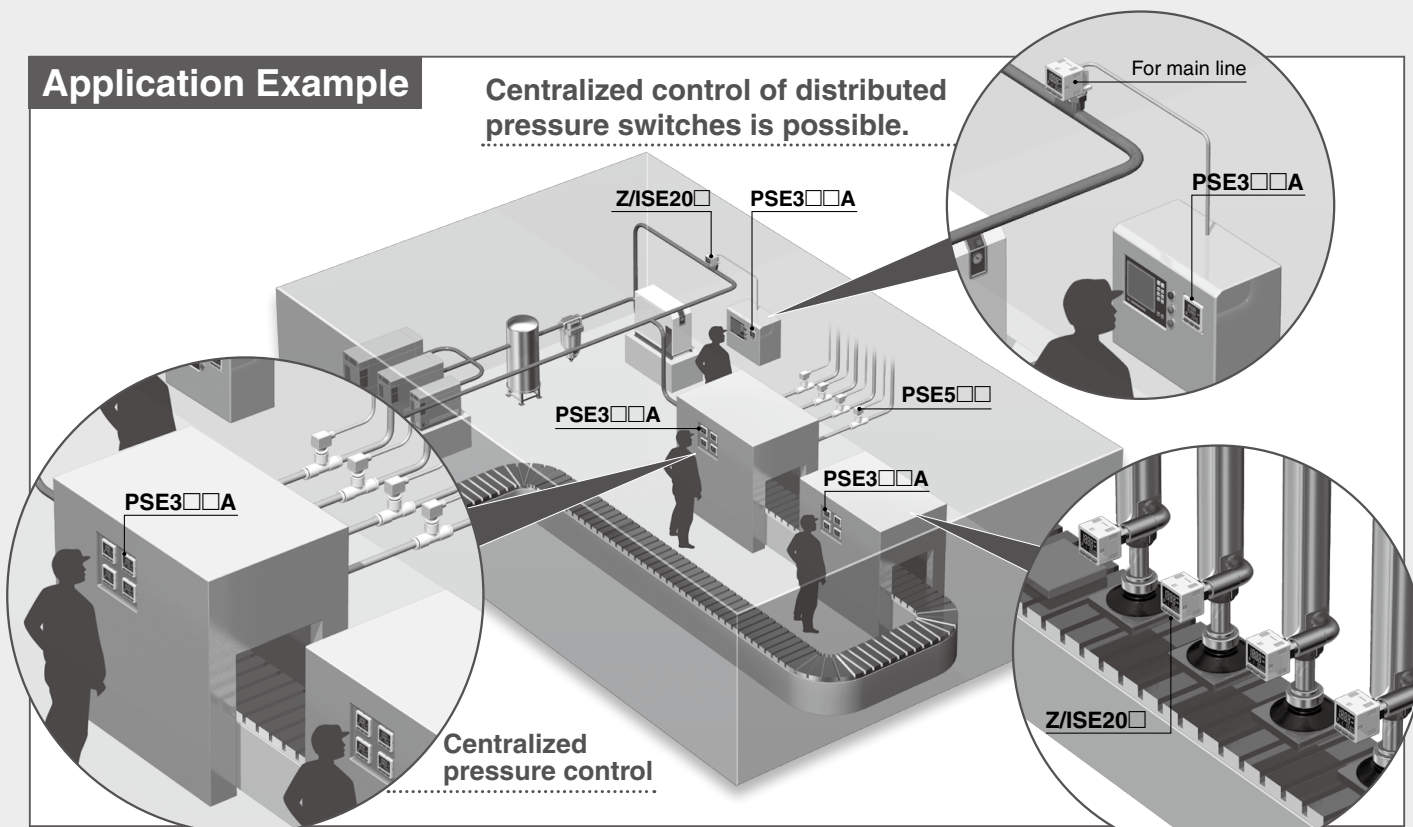 Application Example
Centralized control of distributed
pressure switches is possible.
For main line
PSE3□□A
Z/ISE20□
PSE3□□A
PSE5□□
PSE3□□A
PSE3□□A
PSE3□□A
Z/ISE20□
Centralized
pressure control